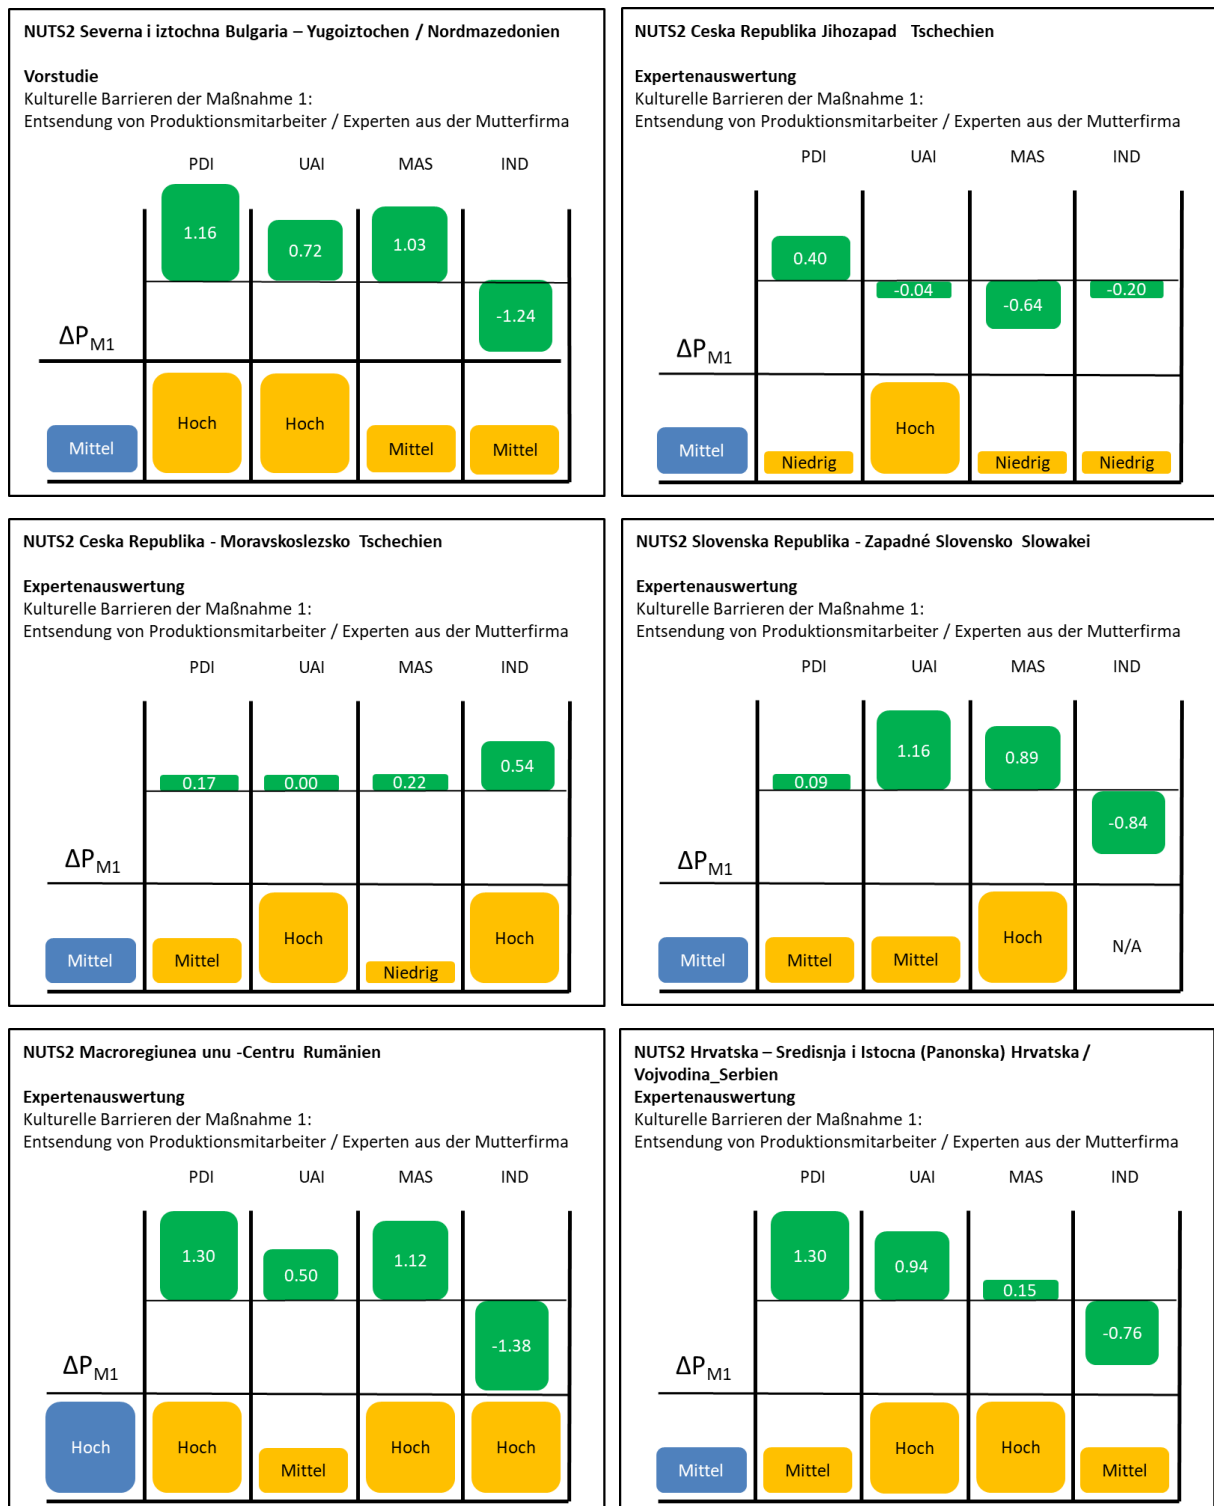 NUTS2 Severna i iztochna Bulgaria – Yugoiztochen / Nordmazedonien
Vorstudie
Kulturelle Barrieren der Maßnahme 1:
Entsendung von Produktionsmitarbeiter / Experten aus der Mutterfirma
PDI UAI MAS IND
1.16 0.72 1.03
-1.24
ΔPM1
Mittel Hoch Hoch Mittel Mittel
NUTS2 Ceska Republika Jihozapad Tschechien
Expertenauswertung
Kulturelle Barrieren der Maßnahme 1:
Entsendung von Produktionsmitarbeiter / Experten aus der Mutterfirma
PDI UAI MAS IND
0.40
-0.04 -0.64 -0.20
ΔPM1
Mittel Niedrig Hoch Niedrig Niedrig
NUTS2 Ceska Republika - Moravskoslezsko Tschechien
Expertenauswertung
Kulturelle Barrieren der Maßnahme 1:
Entsendung von Produktionsmitarbeiter / Experten aus der Mutterfirma
PDI UAI MAS IND
0.17 0.00 0.22 0.54
ΔPM1
Mittel Mittel Hoch Niedrig Hoch
NUTS2 Slovenska Republika - Zapadné Slovensko Slowakei
Expertenauswertung
Kulturelle Barrieren der Maßnahme 1:
Entsendung von Produktionsmitarbeiter / Experten aus der Mutterfirma
PDI UAI MAS IND
0.09 1.16 0.89
-0.84
ΔPM1
Mittel Mittel Mittel Hoch N/A
NUTS2 Macroregiunea unu -Centru Rumänien
Expertenauswertung
Kulturelle Barrieren der Maßnahme 1:
Entsendung von Produktionsmitarbeiter / Experten aus der Mutterfirma
PDI UAI MAS IND
1.30 0.50 1.12
-1.38
ΔPM1
Hoch Hoch Mittel Hoch Hoch
NUTS2 Hrvatska – Sredisnja i Istocna (Panonska) Hrvatska /
Vojvodina_Serbien
Expertenauswertung
Kulturelle Barrieren der Maßnahme 1:
Entsendung von Produktionsmitarbeiter / Experten aus der Mutterfirma
PDI UAI MAS IND
1.30 0.94 0.15
-0.76
ΔPM1
Mittel Mittel Hoch Hoch Mittel